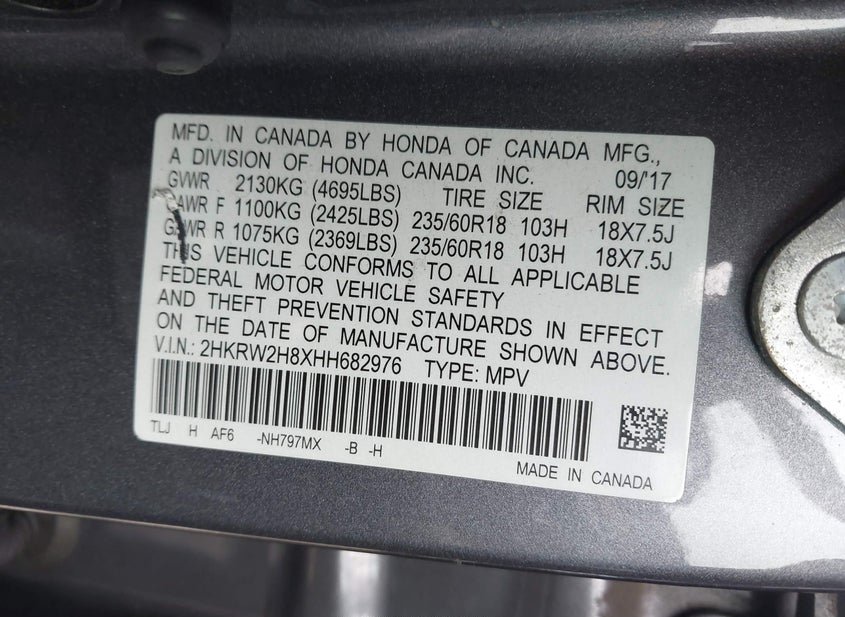 MFD. IN CANADA BY HONDA OF CANADA MFG.,
A DIVISION OF HONDA CANADA INC. 09/'17
GVWR 2130KG (4695LBS) TIRE SIZE RIM SIZE
GAWR F 1100KG (2425LBS) 235/60R18 103H 18X7.5J
GAWR R 1075KG (2369LBS) 235/60R18 103H 18X7.5J
THIS VEHICLE CONFORMS TO ALL APPLICABLE
FEDERAL MOTOR VEHICLE SAFETY
AND THEFT PREVENTION STANDARDS IN EFFECT
ON THE DATE OF MANUFACTURE SHOWN ABOVE.
V.I.N.: 2HKRW2H8XHH682976 TYPE: MPV
TLJ H AF6 -NH797MX -B -H
MADE IN CANADA